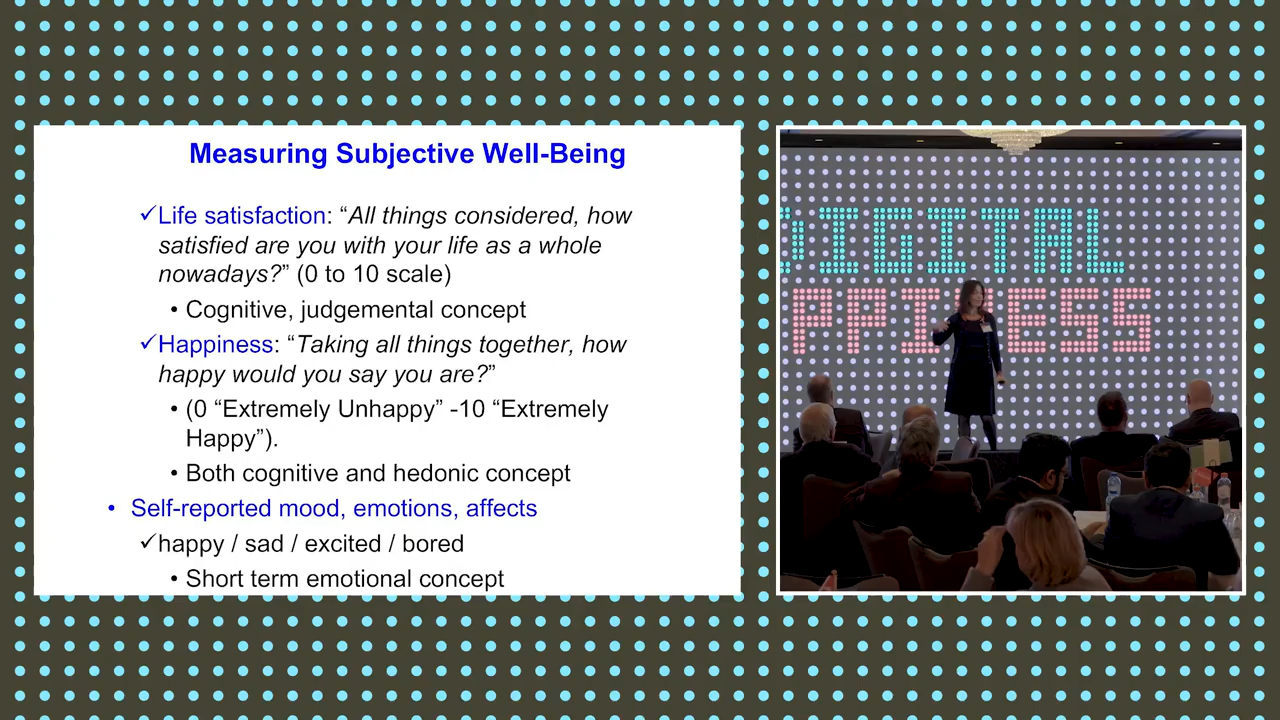 Measuring Subjective Well-Being
✓Life satisfaction: “All things considered, how
satisfied are you with your life as a whole
nowadays?” (0 to 10 scale)
• Cognitive, judgemental concept
✓Happiness: “Taking all things together, how
happy would you say you are?”
• (0 “Extremely Unhappy” -10 “Extremely
Happy”).
• Both cognitive and hedonic concept
• Self-reported mood, emotions, affects
✓happy / sad / excited / bored
• Short term emotional concept
DIGITAL
PPINESS